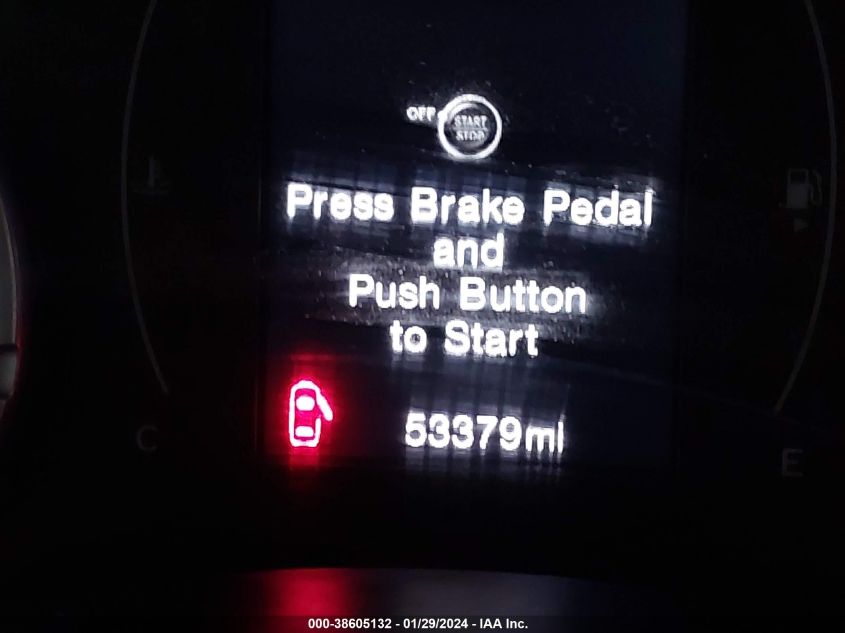 OFF
START
STOP
Press Brake Pedal
and
Push Button
to Start
53379mi
C
E
000-38605132 - 01/29/2024 - IAA Inc.